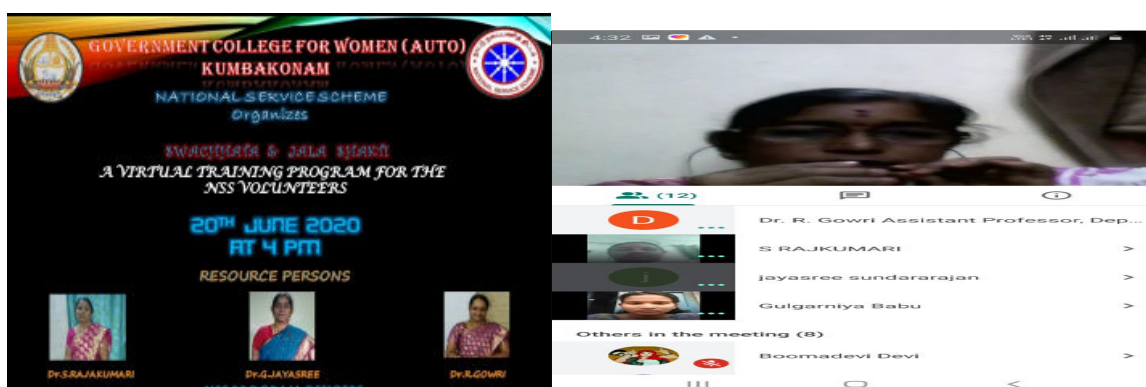 GOVERNMENT COLLEGE FOR WOMEN (AUTO)
KUMBAKONAM
NATIONAL SERVICE SCHEME
Organizes
SWACHHATA & JALA SHAKTI
A VIRTUAL TRAINING PROGRAM FOR THE
NSS VOLUNTEERS
20TH JUNE 2020
AT 4 PM
RESOURCE PERSONS
Dr.S.RAJAKUMARI
Dr.G.JAYASREE
Dr.R.GOWRI
4:32
(12)
D
Dr. R. Gowri Assistant Professor, Dep...
S RAJKUMARI
j
jayasree sundararajan
Gulgarniya Babu
Others in the meeting (8)
Boomadevi Devi